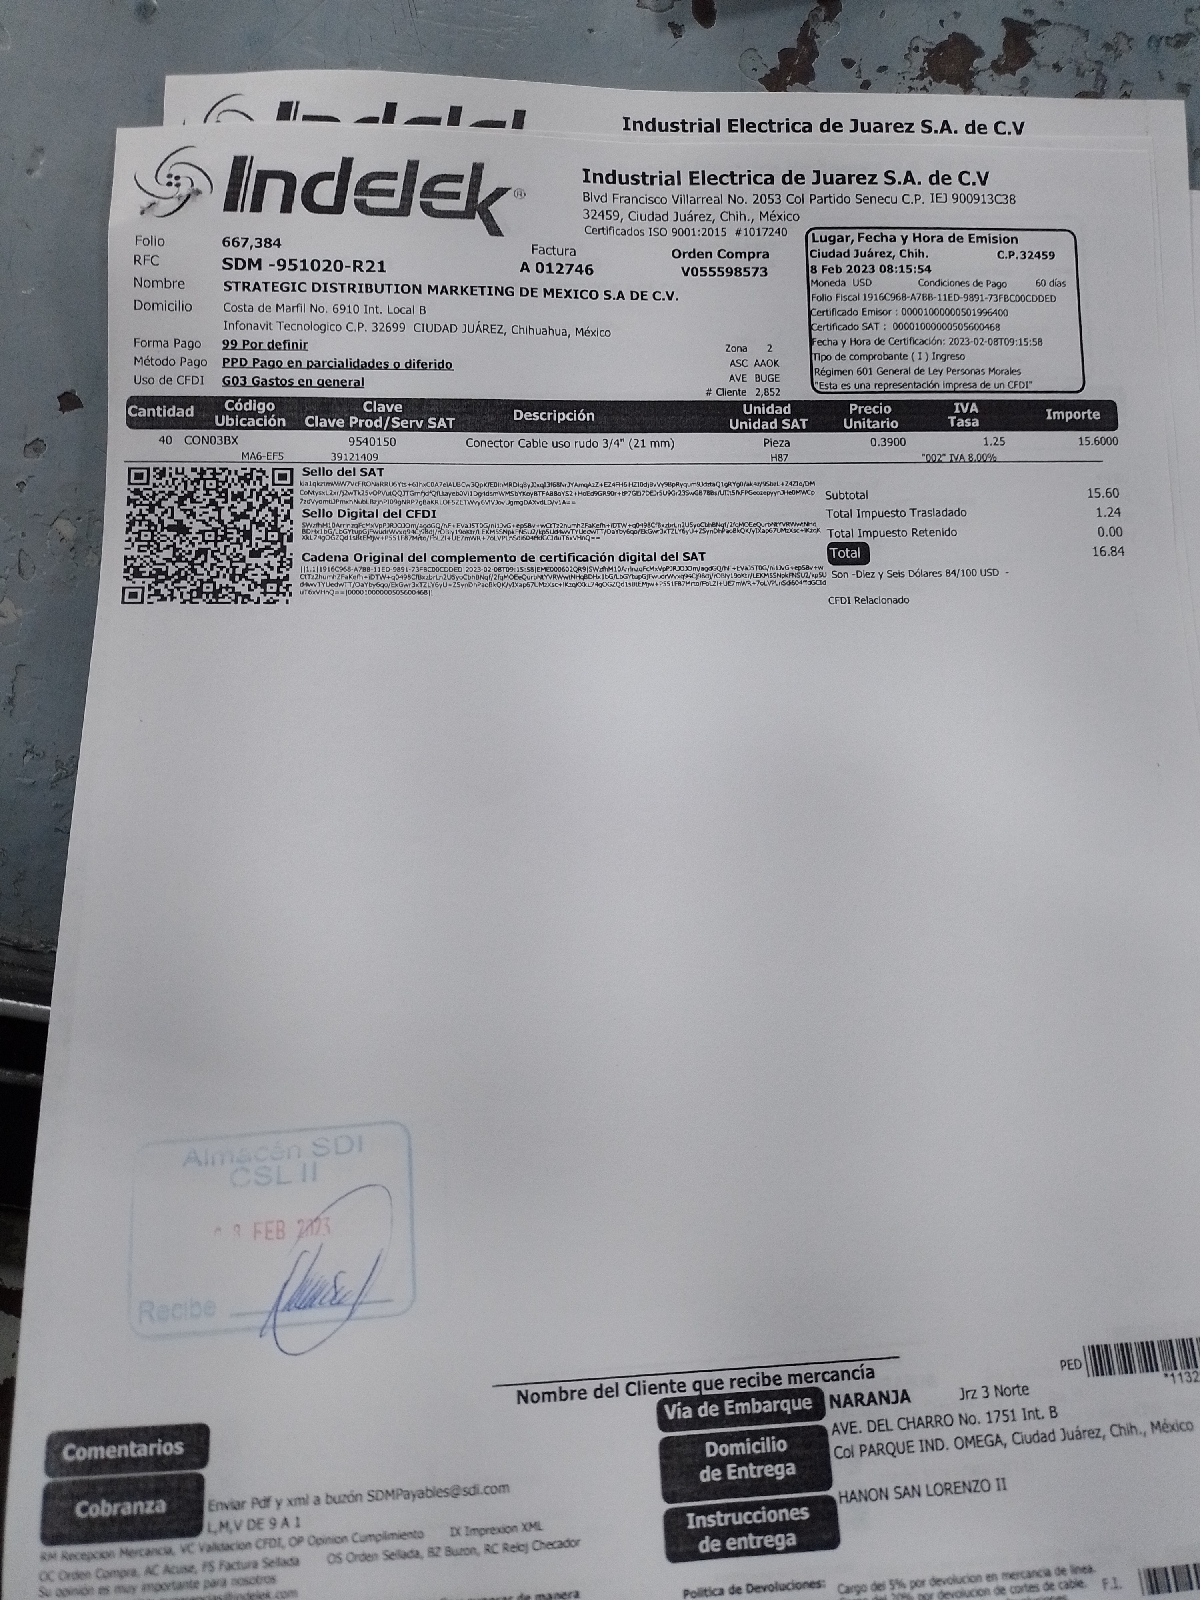 Industrial Electrica de Juarez S.A. de C.V
Indelek®
Industrial Electrica de Juarez S.A. de C.V
Blvd Francisco Villarreal No. 2053 Col Partido Senecu C.P. IEJ 900913C38
32459, Ciudad Juárez, Chih., México
Certificados ISO 9001:2015 #1017240
Folio 667,384
Factura
A 012746
Orden Compra
V055598573
RFC SDM -951020-R21
Nombre STRATEGIC DISTRIBUTION MARKETING DE MEXICO S.A DE C.V.
Domicilio Costa de Marfil No. 6910 Int. Local B
Infonavit Tecnologico C.P. 32699 CIUDAD JUÁREZ, Chihuahua, México
Forma Pago 99 Por definir
Método Pago PPD Pago en parcialidades o diferido
Uso de CFDI G03 Gastos en general
Zona 2
ASC AAOK
AVE BUGE
# Cliente 2,852
Lugar, Fecha y Hora de Emision
Ciudad Juárez, Chih. C.P.32459
8 Feb 2023 08:15:54
Moneda USD Condiciones de Pago 60 días
Folio Fiscal 1916C968-A7BB-11ED-9891-73FBC00CDDED
Certificado Emisor : 00001000000501996400
Certificado SAT : 00001000000505600468
Fecha y Hora de Certificación: 2023-02-08T09:15:58
Tipo de comprobante ( I ) Ingreso
Régimen 601 General de Ley Personas Morales
"Esta es una representación impresa de un CFDI"
Cantidad Código Ubicación Clave Clave Prod/Serv SAT Descripción Unidad Unidad SAT Precio Unitario IVA Tasa Importe
40 CON03BX 9540150 Conector Cable uso rudo 3/4" (21 mm) Pieza 0.3900 1.25 15.6000
MA6-EF5 39121409 H87 "002" IVA 8.00%
Sello del SAT
Sello Digital del CFDI
Cadena Original del complemento de certificación digital del SAT
Subtotal 15.60
Total Impuesto Trasladado 1.24
Total Impuesto Retenido 0.00
Total 16.84
Son -Diez y Seis Dólares 84/100 USD -
CFDI Relacionado
Almacén SDI
CSL II
FEB 2023
Recibe
Nombre del Cliente que recibe mercancía
PED
*1132
Vía de Embarque NARANJA Jrz 3 Norte
Domicilio de Entrega
AVE. DEL CHARRO No. 1751 Int. B
Col PARQUE IND. OMEGA, Ciudad Juárez, Chih., México
Instrucciones de entrega
HANON SAN LORENZO II
Comentarios
Cobranza
Enviar Pdf y xml a buzón SDMPayables@sdi.com
L,M,V DE 9 A 1
RM Recepcion Mercancia, VC Validacion CFDI, OP Opinion Cumplimiento IX Impresion XML
OC Orden Compra, AC Acuse, FS Factura Sellada OS Orden Sellada, BZ Buzon, RC Reloj Checador
Su opinión es muy importante para nosotros
Politica de Devoluciones: Cargo del 5% por devolucion en mercancia de linea.
F.I.